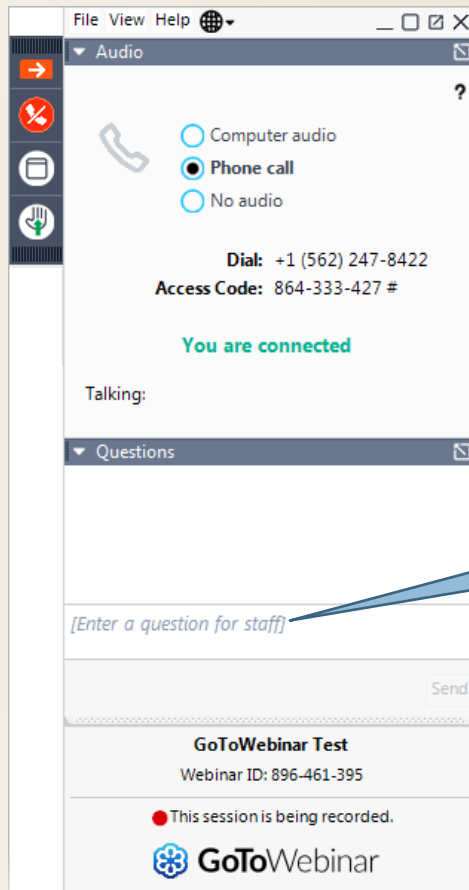 File View Help
Audio
?
Computer audio
Phone call
No audio
Dial: +1 (562) 247-8422
Access Code: 864-333-427 #
You are connected
Talking:
Questions
[Enter a question for staff]
Send
GoToWebinar Test
Webinar ID: 896-461-395
This session is being recorded.
GoToWebinar